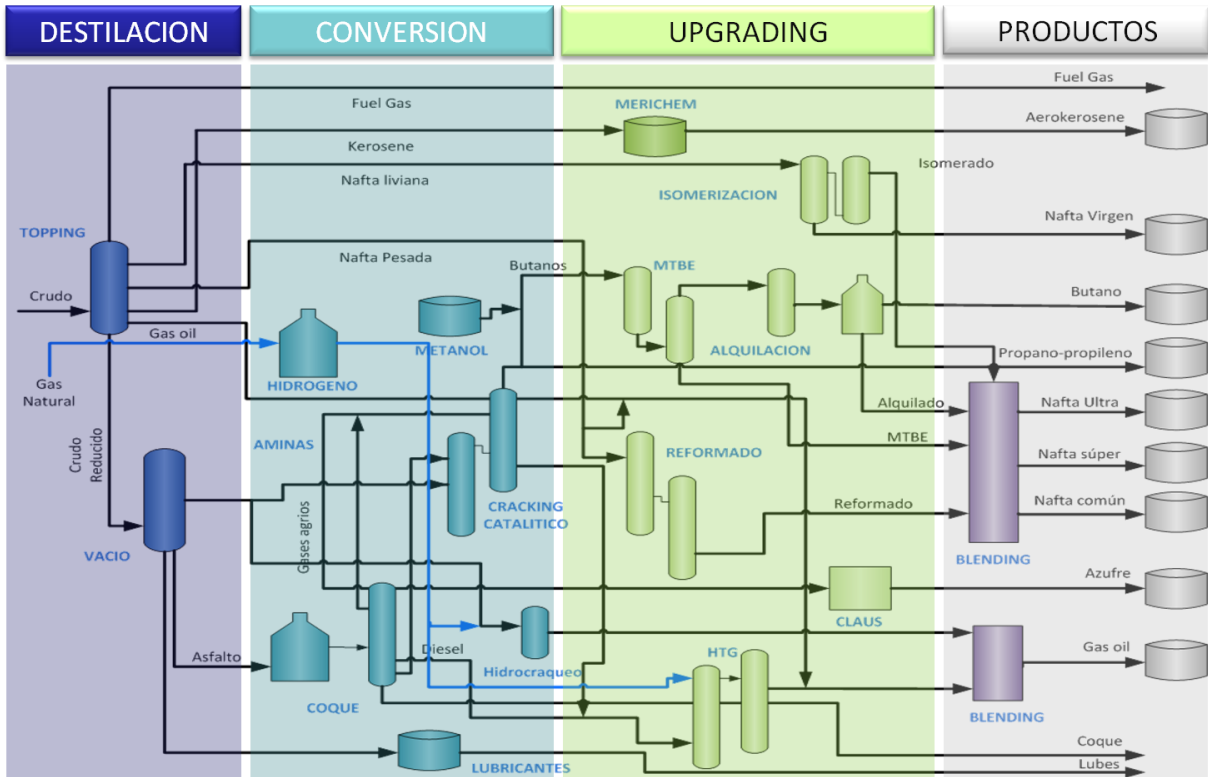 DESTILACION
CONVERSION
UPGRADING
PRODUCTOS
Fuel Gas
Fuel Gas
MERICHEM
Aerokerosene
Kerosene
Isomerado
Nafta liviana
ISOMERIZACION
Nafta Virgen
TOPPING
Nafta Pesada
Butanos
MTBE
Butano
Crudo
Gas oil
METANOL
ALQUILACION
Propano-propileno
Gas
Natural
HIDROGENO
Alquilado
Nafta Ultra
Crudo
Reducido
AMINAS
MTBE
REFORMADO
Nafta súper
CRACKING
CATALITICO
Reformado
Nafta común
Gases agrios
VACIO
BLENDING
Azufre
CLAUS
Asfalto
Diesel
Hidrocraqueo
HTG
Gas oil
COQUE
BLENDING
Coque
LUBRICANTES
Lubes